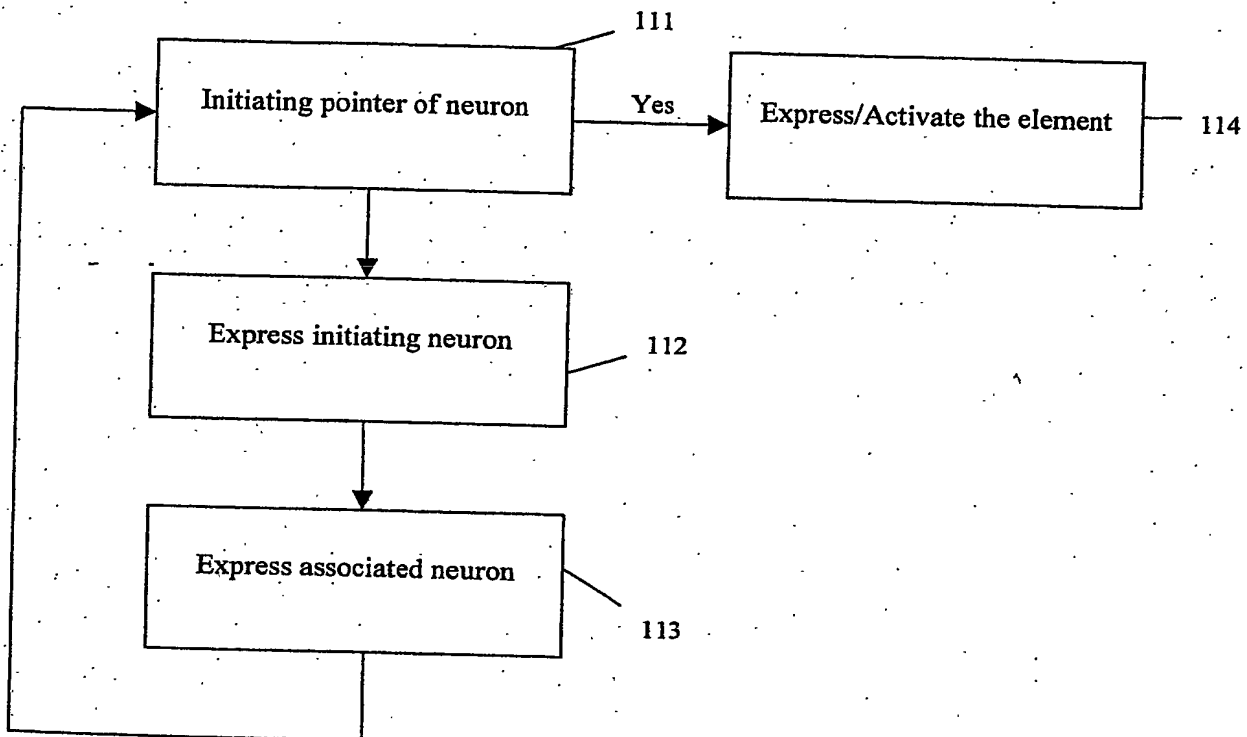 111
Initiating pointer of neuron
Yes
Express/Activate the element
114
Express initiating neuron
112
Express associated neuron
113